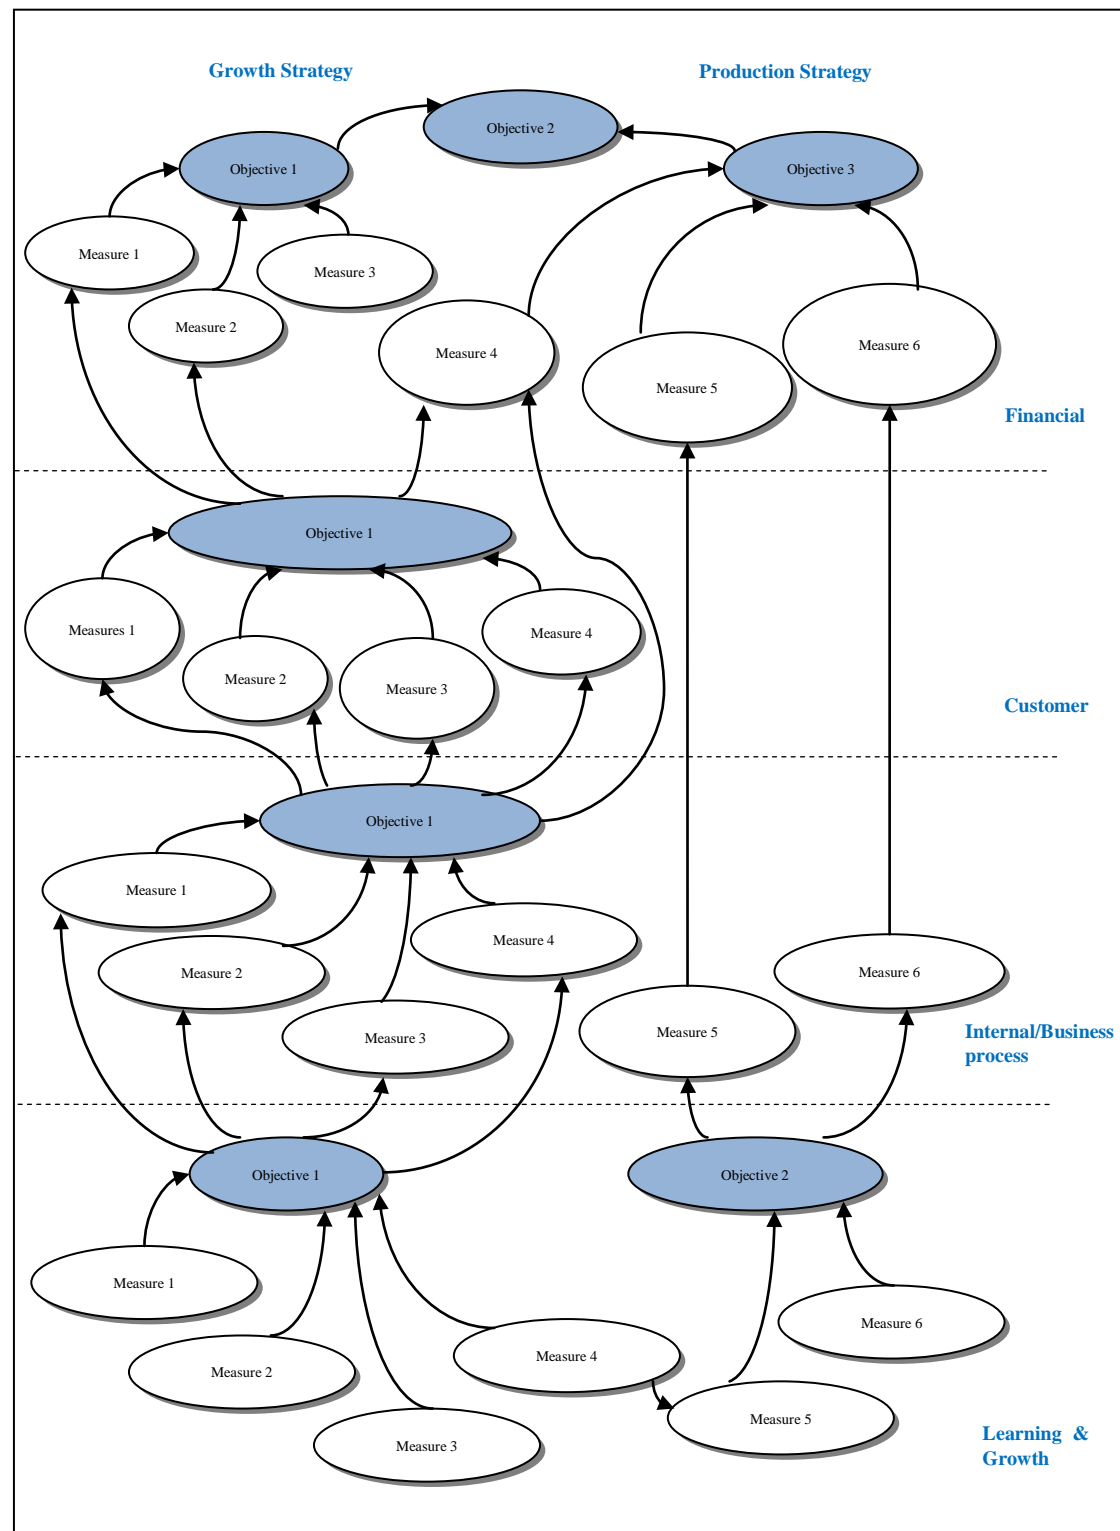 Growth Strategy
Production Strategy
Objective 2
Objective 1
Objective 3
Measure 1
Measure 3
Measure 2
Measure 4
Measure 5
Measure 6
Financial
Objective 1
Measures 1
Measure 2
Measure 3
Measure 4
Customer
Objective 1
Measure 1
Measure 2
Measure 3
Measure 4
Measure 5
Measure 6
Internal/Business
process
Objective 1
Objective 2
Measure 1
Measure 2
Measure 3
Measure 4
Measure 5
Measure 6
Learning &
Growth